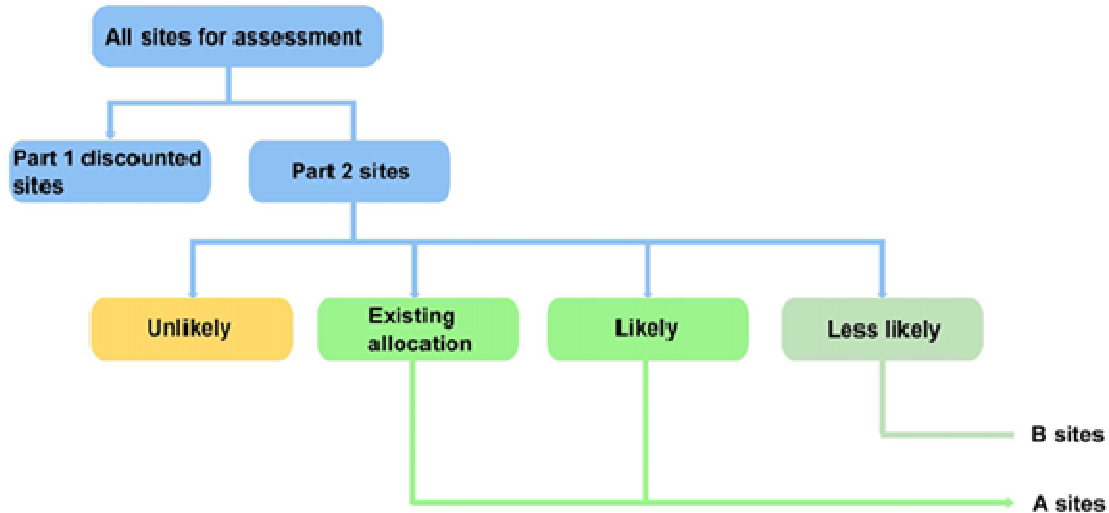 All sites for assessment
Part 1 discounted
sites
Part 2 sites
Unlikely
Existing
allocation
Likely
Less likely
B sites
A sites